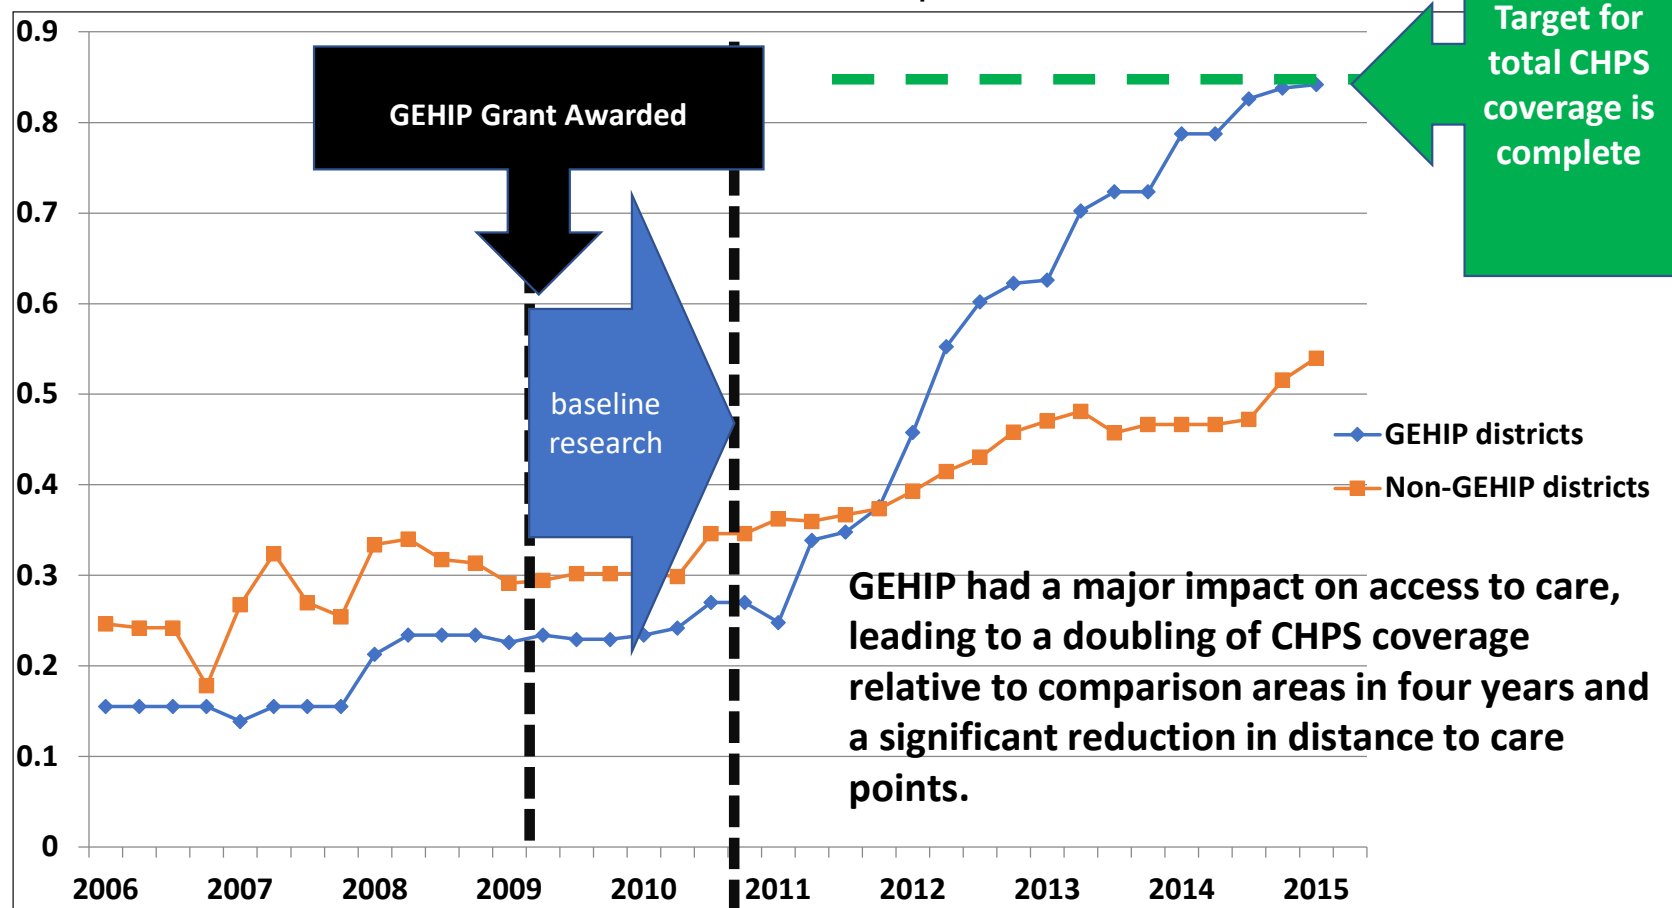 Target for
total CHPS
coverage is
complete
GEHIP Grant Awarded
baseline
research
0.9
0.8
0.7
0.6
0.5
0.4
0.3
0.2
0.1
0
GEHIP districts
Non-GEHIP districts
GEHIP had a major impact on access to care,
leading to a doubling of CHPS coverage
relative to comparison areas in four years and
a significant reduction in distance to care
points.
2006 2007 2008 2009 2010 2011 2012 2013 2014 2015